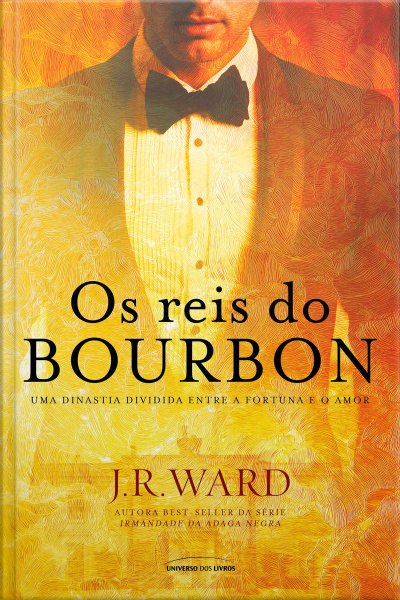 Os reis do
BOURBON
UMA DINASTIA DIVIDIDA ENTRE A FORTUNA E O AMOR
J.R. WARD
AUTORA BEST-SELLER DA SÉRIE
IRMANDADE DA ADAGA NEGRA
UNIVERSO DOS LIVROS